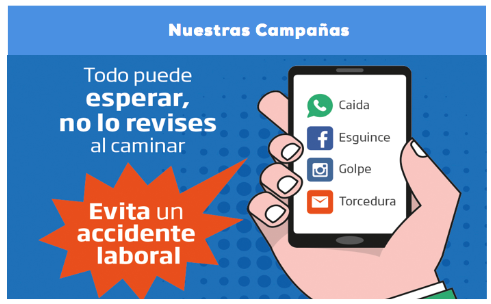 Nuestras Campañas
Todo puede
esperar,
no lo revises
al caminar
Evita un
accidente
laboral
Caida
Esguince
Golpe
Torcedura